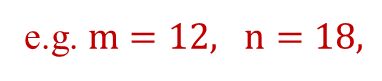 e.g. m = 12, n = 18,